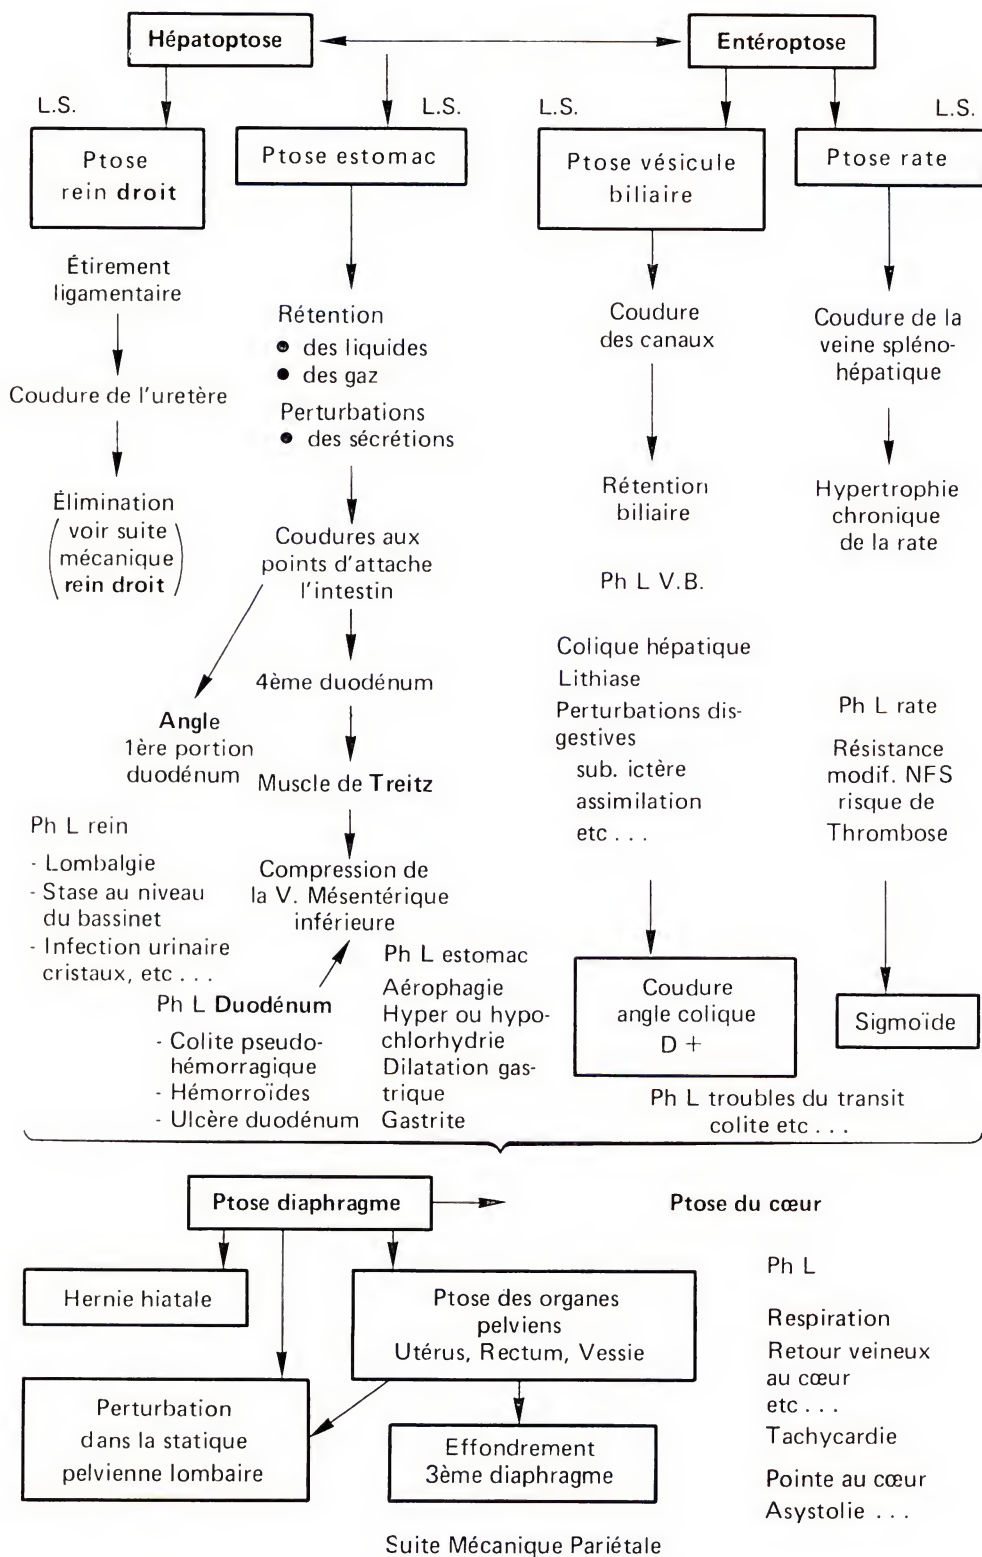 Hépatoptose
Entéroptose
L.S.
L.S.
L.S.
L.S.
Ptose
rein droit
Ptose estomac
Ptose vésicule
biliaire
Ptose rate
Étirement
ligamentaire
Coudure de l'uretère
Élimination
( voir suite
mécanique
rein droit )
Rétention
● des liquides
● des gaz
Perturbations
● des sécrétions
Coudures aux
points d'attache
l'intestin
4ème duodénum
Angle
1ère portion
duodénum
Muscle de Treitz
Compression de
la V. Mésentérique
inférieure
Coudure
des canaux
Rétention
biliaire
Ph L V.B.
Colique hépatique
Lithiase
Perturbations dis-
gestives
sub. ictère
assimilation
etc . . .
Coudure de la
veine spléno-
hépatique
Hypertrophie
chronique
de la rate
Ph L rate
Résistance
modif. NFS
risque de
Thrombose
Ph L rein
- Lombalgie
- Stase au niveau
du bassinet
- Infection urinaire
cristaux, etc . . .
Ph L Duodénum
- Colite pseudo-
hémorragique
- Hémorroïdes
- Ulcère duodénum
Ph L estomac
Aérophagie
Hyper ou hypo-
chlorhydrie
Dilatation gas-
trique
Gastrite
Coudure
angle colique
D +
Sigmoïde
Ph L troubles du transit
colite etc . . .
Ptose diaphragme
Ptose du cœur
Hernie hiatale
Ptose des organes
pelviens
Utérus, Rectum, Vessie
Perturbation
dans la statique
pelvienne lombaire
Effondrement
3ème diaphragme
Ph L
Respiration
Retour veineux
au cœur
etc . . .
Tachycardie
Pointe au cœur
Asystolie . . .
Suite Mécanique Pariétale